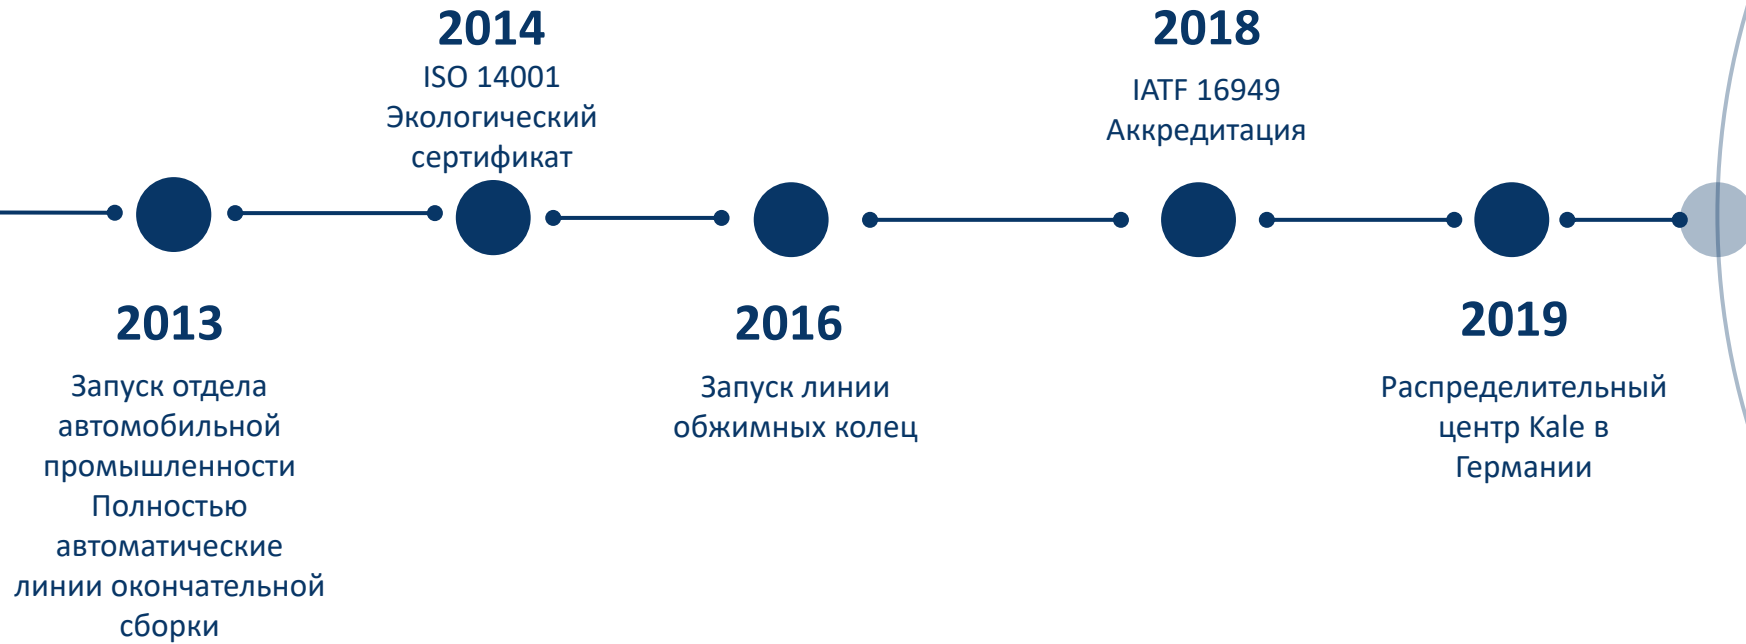 2014
ISO 14001
Экологический
сертификат
2018
IATF 16949
Аккредитация
2013
Запуск отдела
автомобильной
промышленности
Полностью
автоматические
линии окончательной
сборки
2016
Запуск линии
обжимных колец
2019
Распределительный
центр Kale в
Германии